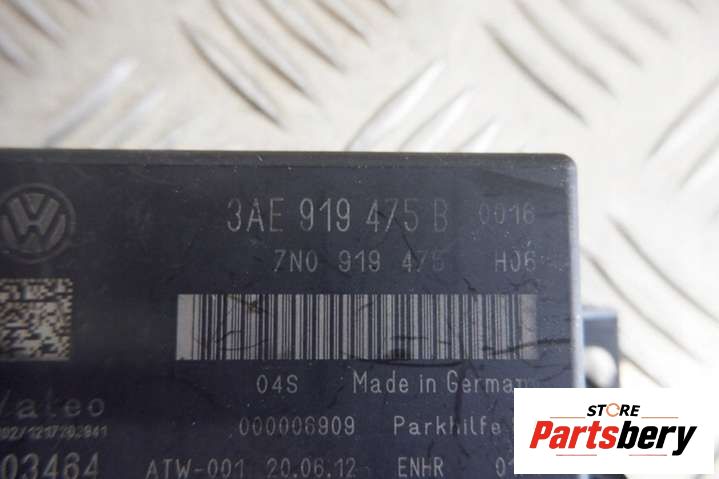 3AE 919 475 B 0016
7N0 919 475 HJ6
04S Made in German
000006909 Parkhilfe
03464 ATW-001 20.06.12 ENHR
STORE
Partsbery